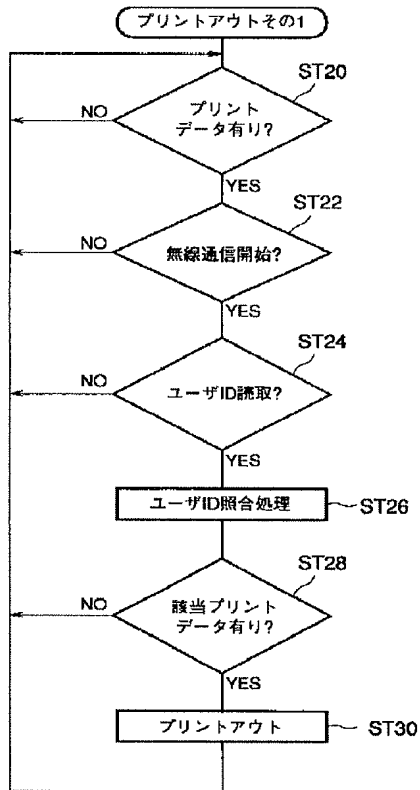 プリントアウトその1
ST20
プリント
データ有り?
NO
YES
ST22
無線通信開始?
NO
YES
ST24
ユーザID読取?
NO
YES
ユーザID照合処理
ST26
ST28
該当プリント
データ有り?
NO
YES
プリントアウト
ST30